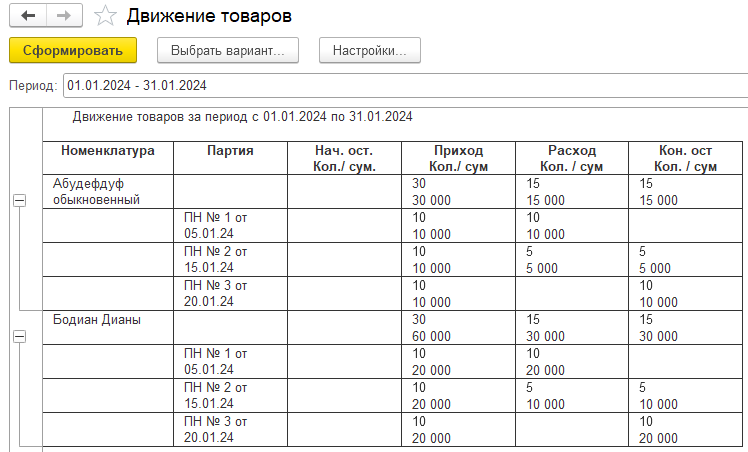 Движение товаров
Сформировать Выбрать вариант... Настройки...
Период: 01.01.2024 - 31.01.2024
Движение товаров за период с 01.01.2024 по 31.01.2024
Номенклатура Партия Нач. ост. Приход Расход Кон. ост
Кол./ сум. Кол./ сум Кол. / сум Кол. / сум
Абудефдуф 30 15 15
обыкновенный 30 000 15 000 15 000
ПН № 1 от 10 10
05.01.24 10 000 10 000
ПН № 2 от 10 5 5
15.01.24 10 000 5 000 5 000
ПН № 3 от 10 10
20.01.24 10 000 10 000
Бодиан Дианы 30 15 15
60 000 30 000 30 000
ПН № 1 от 10 10
05.01.24 20 000 20 000
ПН № 2 от 10 5 5
15.01.24 20 000 10 000 10 000
ПН № 3 от 10 10
20.01.24 20 000 20 000